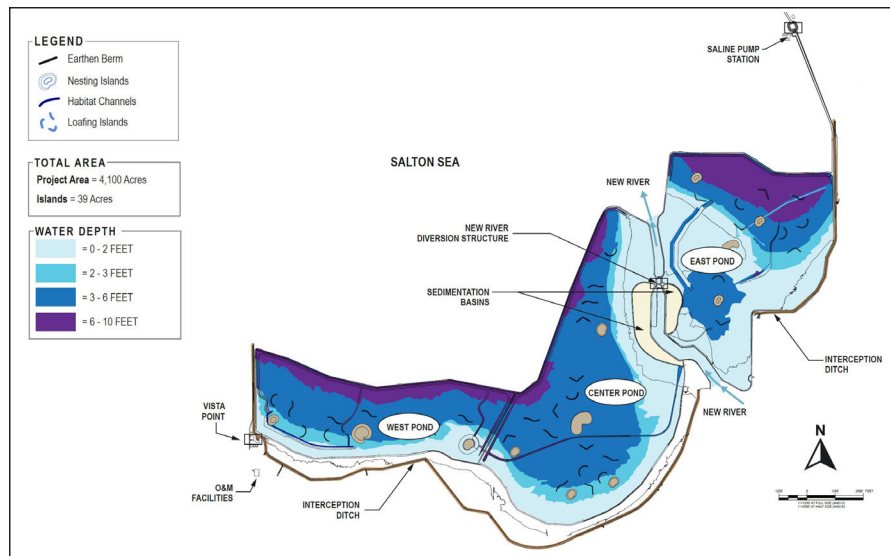 LEGEND
Earthen Berm
Nesting Islands
Habitat Channels
Loafing Islands
TOTAL AREA
Project Area = 4,100 Acres
Islands = 39 Acres
WATER DEPTH
= 0 - 2 FEET
= 2 - 3 FEET
= 3 - 6 FEET
= 6 - 10 FEET
SALTON SEA
SALINE PUMP
STATION
NEW RIVER
NEW RIVER
DIVERSION STRUCTURE
SEDIMENTATION
BASINS
EAST POND
INTERCEPTION
DITCH
CENTER POND
NEW RIVER
WEST POND
VISTA
POINT
O&M
FACILITIES
INTERCEPTION
DITCH
N
FEET